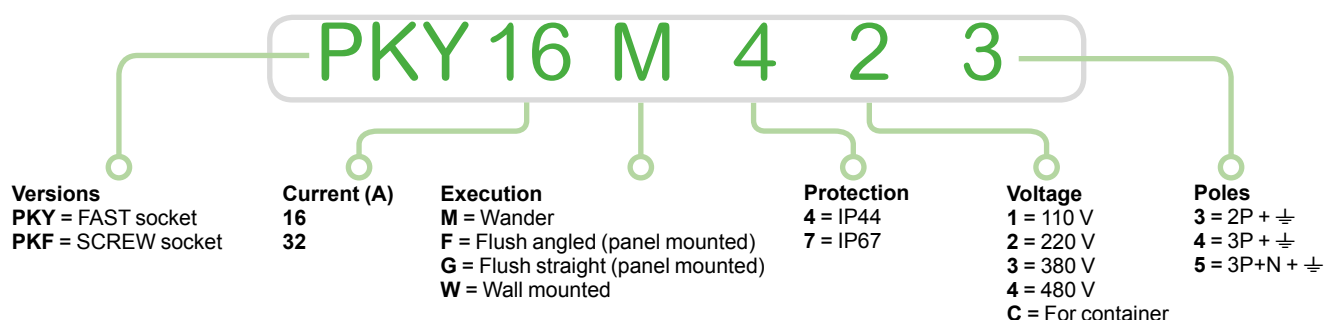 PKY 16 M 4 2 3
Versions
PKY = FAST socket
PKF = SCREW socket
Current (A)
16
32
Execution
M = Wander
F = Flush angled (panel mounted)
G = Flush straight (panel mounted)
W = Wall mounted
Protection
4 = IP44
7 = IP67
Voltage
1 = 110 V
2 = 220 V
3 = 380 V
4 = 480 V
C = For container
Poles
3 = 2P + ⏚
4 = 3P + ⏚
5 = 3P+N + ⏚